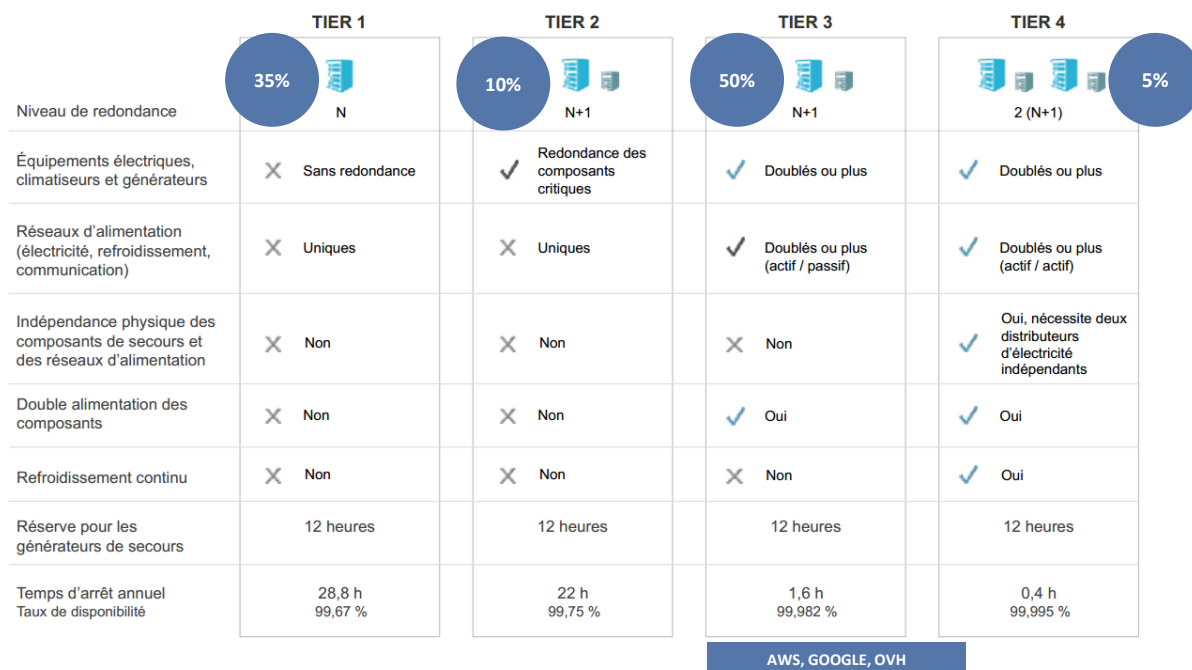 TIER 1
TIER 2
TIER 3
TIER 4
35%
10%
50%
5%
Niveau de redondance
N
N+1
N+1
2 (N+1)
Équipements électriques,
climatiseurs et générateurs
Sans redondance
Redondance des
composants
critiques
Doublés ou plus
Doublés ou plus
Réseaux d'alimentation
(électricité, refroidissement,
communication)
Uniques
Uniques
Doublés ou plus
(actif / passif)
Doublés ou plus
(actif / actif)
Indépendance physique des
composants de secours et
des réseaux d'alimentation
Non
Non
Non
Oui, nécessite deux
distributeurs
d'électricité
indépendants
Double alimentation des
composants
Non
Non
Oui
Oui
Refroidissement continu
Non
Non
Non
Oui
Réserve pour les
générateurs de secours
12 heures
12 heures
12 heures
12 heures
Temps d'arrêt annuel
Taux de disponibilité
28,8 h
99,67 %
22 h
99,75 %
1,6 h
99,982 %
0,4 h
99,995 %
AWS, GOOGLE, OVH